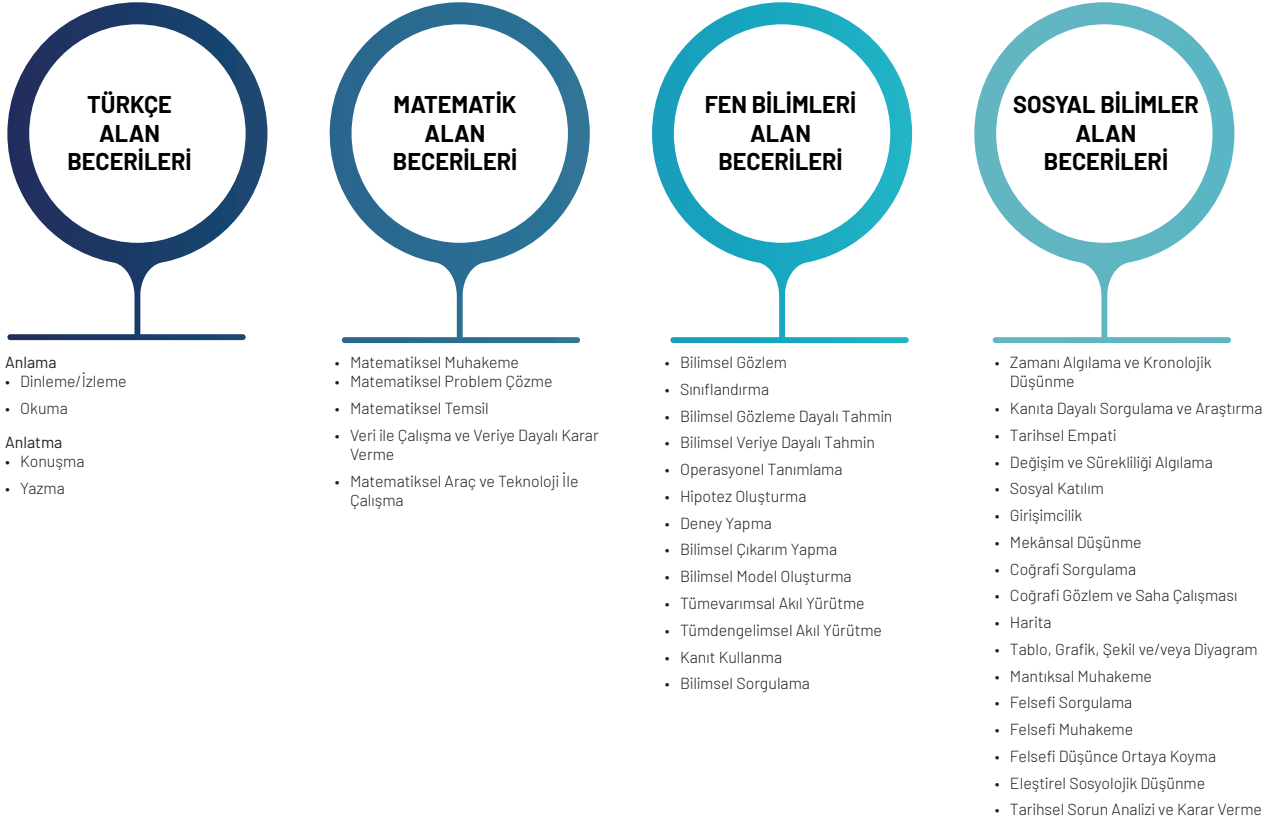 TÜRKÇE
ALAN
BECERİLERİ
Anlama
• Dinleme/İzleme
• Okuma
Anlatma
• Konuşma
• Yazma
MATEMATİK
ALAN
BECERİLERİ
• Matematiksel Muhakeme
• Matematiksel Problem Çözme
• Matematiksel Temsil
• Veri ile Çalışma ve Veriye Dayalı Karar
Verme
• Matematiksel Araç ve Teknoloji İle
Çalışma
FEN BİLİMLERİ
ALAN
BECERİLERİ
• Bilimsel Gözlem
• Sınıflandırma
• Bilimsel Gözleme Dayalı Tahmin
• Bilimsel Veriye Dayalı Tahmin
• Operasyonel Tanımlama
• Hipotez Oluşturma
• Deney Yapma
• Bilimsel Çıkarım Yapma
• Bilimsel Model Oluşturma
• Tümevarımsal Akıl Yürütme
• Tümdengelimsel Akıl Yürütme
• Kanıt Kullanma
• Bilimsel Sorgulama
SOSYAL BİLİMLER
ALAN
BECERİLERİ
• Zamanı Algılama ve Kronolojik
Düşünme
• Kanıta Dayalı Sorgulama ve Araştırma
• Tarihsel Empati
• Değişim ve Sürekliliği Algılama
• Sosyal Katılım
• Girişimcilik
• Mekânsal Düşünme
• Coğrafi Sorgulama
• Coğrafi Gözlem ve Saha Çalışması
• Harita
• Tablo, Grafik, Şekil ve/veya Diyagram
• Mantıksal Muhakeme
• Felsefi Sorgulama
• Felsefi Muhakeme
• Felsefi Düşünce Ortaya Koyma
• Eleştirel Sosyolojik Düşünme
• Tarihsel Sorun Analizi ve Karar Verme